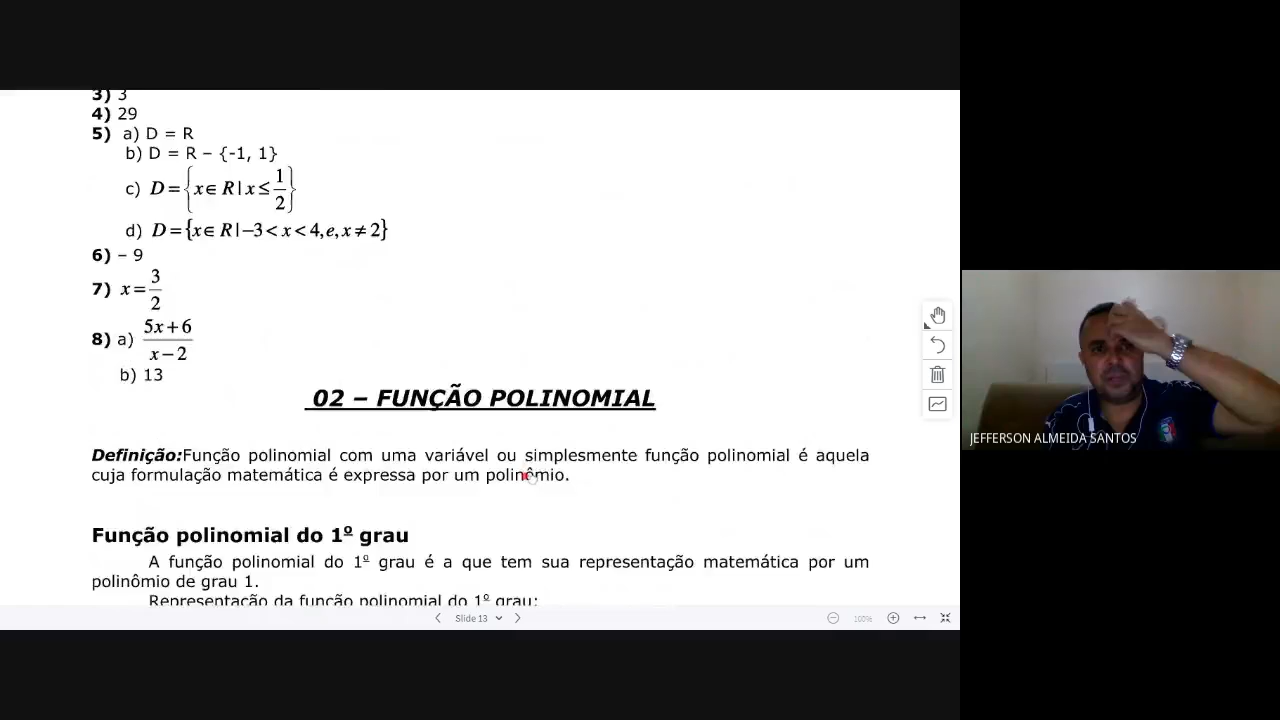 3) 3
4) 29
5) a) D = R
b) D = R – {-1, 1}
c) D = {x ∈ R | x ≤ 1/2}
d) D = {x ∈ R | –3 < x < 4, e, x ≠ 2}
6) – 9
7) x = 3/2
8) a) (5x + 6)/(x – 2)
b) 13
02 – FUNÇÃO POLINOMIAL
Definição:Função polinomial com uma variável ou simplesmente função polinomial é aquela
cuja formulação matemática é expressa por um polinômio.
Função polinomial do 1º grau
A função polinomial do 1º grau é a que tem sua representação matemática por um
polinômio de grau 1.
Representação da função polinomial do 1º grau:
Slide 13
100%
JEFFERSON ALMEIDA SANTOS